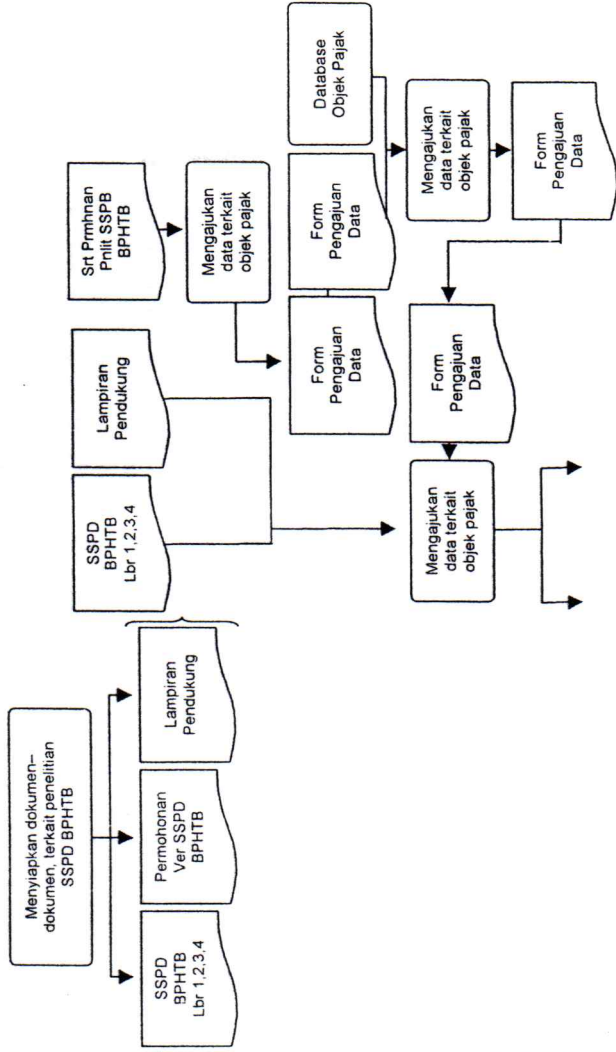 Menyiapkan dokumen–
dokumen, terkait penelitian
SSPD BPHTB
SSPD
BPHTB
Lbr 1,2,3,4
Permohonan
Ver SSPD
BPHTB
Lampiran
Pendukung
SSPD
BPHTB
Lbr 1,2,3,4
Lampiran
Pendukung
Srt Prmhnan
Pnlit SSPB
BPHTB
Mengajukan
data terkait
objek pajak
Form
Pengajuan
Data
Form
Pengajuan
Data
Database
Objek Pajak
Mengajukan
data terkait
objek pajak
Form
Pengajuan
Data
Form
Pengajuan
Data
Mengajukan
data terkait
objek pajak